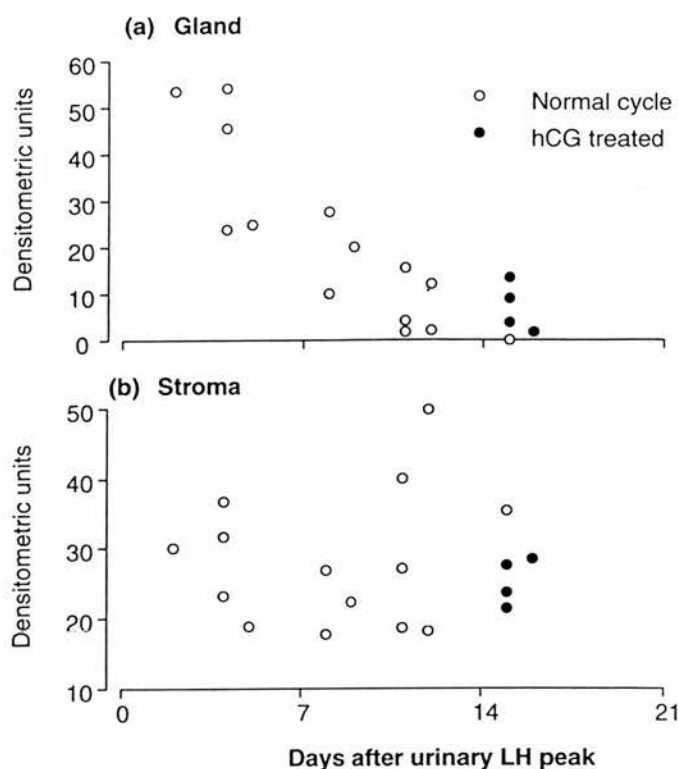 (a) Gland
60
50
40
30
20
10
0
Densitometric units
Normal cycle
hCG treated
(b) Stroma
50
40
30
20
10
Densitometric units
0 7 14 21
Days after urinary LH peak